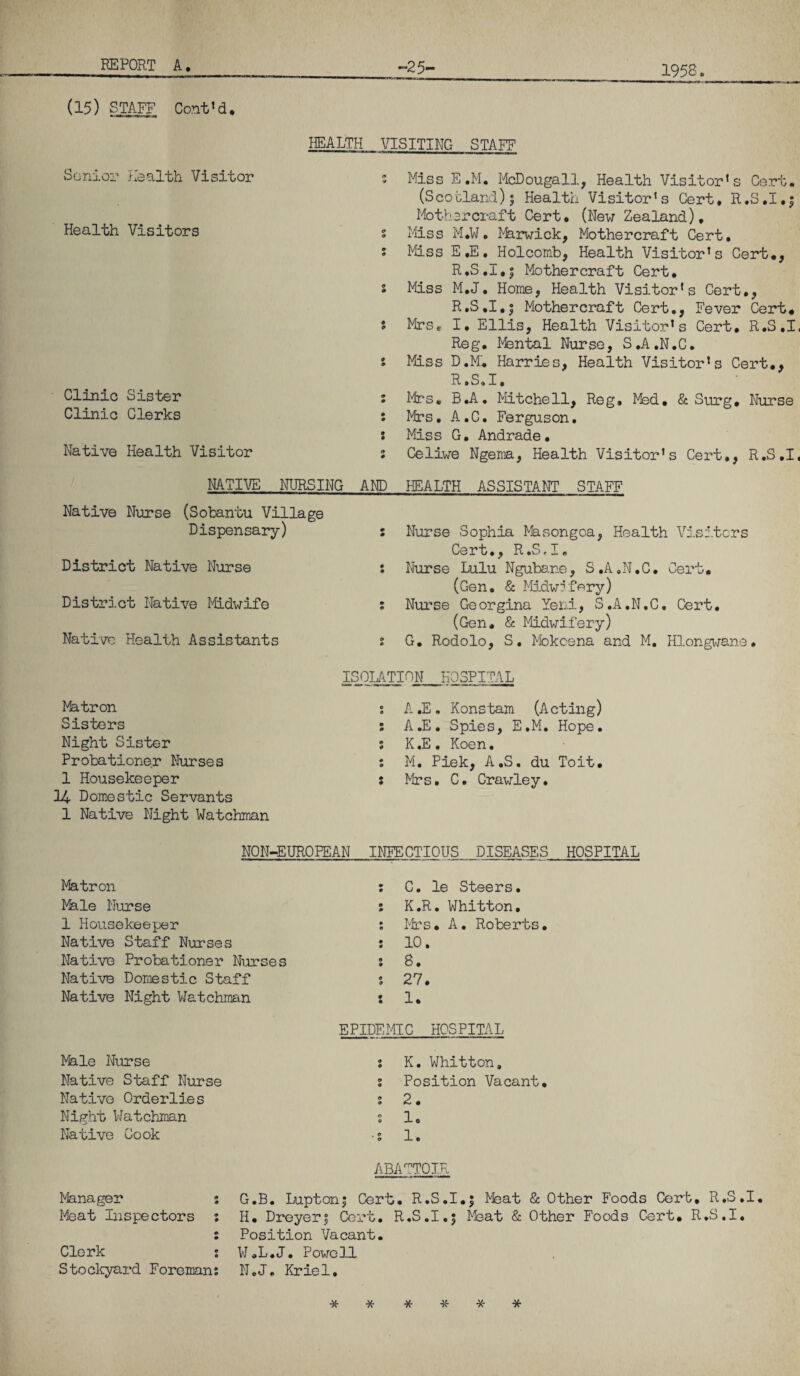 REPORT A. -25- 1958.
(15) STAFF Cont'd.
HEALTH VISITING STAFF
Senior Health Visitor : Miss E.M. McDougall, Health Visitor's Cert.
(Scotland); Health Visitor's Cert. R.S.I.;
Mothercraft Cert. (New Zealand).
Health Visitors : Miss M.W. Marwick, Mothercraft Cert.
: Miss E.E. Holcomb, Health Visitor's Cert.,
R.S.I.; Mothercraft Cert.
: Miss M.J. Home, Health Visitor's Cert.,
R.S.I.; Mothercraft Cert., Fever Cert.
: Mrs. I. Ellis, Health Visitor's Cert. R.S.I.
Reg. Mental Nurse, S.A.N.C.
: Miss D.M. Harries, Health Visitor's Cert.,
R.S.I.
Clinic Sister : Mrs. B.A. Mitchell, Reg. Med. & Surg. Nurse
Clinic Clerks : Mrs. A.C. Ferguson.
: Miss G. Andrade.
Native Health Visitor : Celiwe Ngema, Health Visitor's Cert., R.S.I.
NATIVE NURSING AND HEALTH ASSISTANT STAFF
Native Nurse (Sobantu Village
Dispensary) : Nurse Sophia Masongoa, Health Visitors
Cert., R.S.I.
District Native Nurse : Nurse Lulu Ngubane, S.A.N.C. Cert.
(Gen. & Midwifery)
District Native Midwife : Nurse Georgina Yeni, S.A.N.C. Cert.
(Gen. & Midwifery)
Native Health Assistants : G. Rodolo, S. Mokoena and M. Hlongwane.
ISOLATION HOSPITAL
Matron : A.E. Konstam (Acting)
Sisters : A.E. Spies, E.M. Hope.
Night Sister : K.E. Koen.
Probationer Nurses : M. Piek, A.S. du Toit.
1 Housekeeper : Mrs. C. Crawley.
14 Domestic Servants
1 Native Night Watchman
NON-EUROPEAN INFECTIOUS DISEASES HOSPITAL
Matron : C. le Steers.
Male Nurse : K.R. Whitton.
1 Housekeeper : Mrs. A. Roberts.
Native Staff Nurses : 10.
Native Probationer Nurses : 8.
Native Domestic Staff : 27.
Native Night Watchman : 1.
EPIDEMIC HOSPITAL
Male Nurse : K. Whitton.
Native Staff Nurse : Position Vacant.
Native Orderlies : 2.
Night Watchman : 1.
Native Cook : 1.
ABATTOIR
Manager : G.B. Lupton; Cert. R.S.I.; Meat & Other Foods Cert. R.S.I.
Meat Inspectors : H. Dreyer; Cert. R.S.I.; Meat & Other Foods Cert. R.S.I.
: Position Vacant.
Clerk : W.L.J. Powell
Stockyard Foreman: N.J. Kriel.
* * * * * *